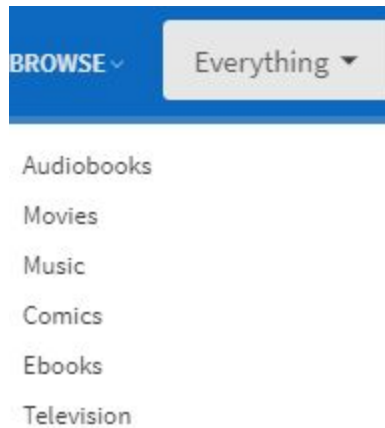 BROWSE Everything
Audiobooks
Movies
Music
Comics
Ebooks
Television